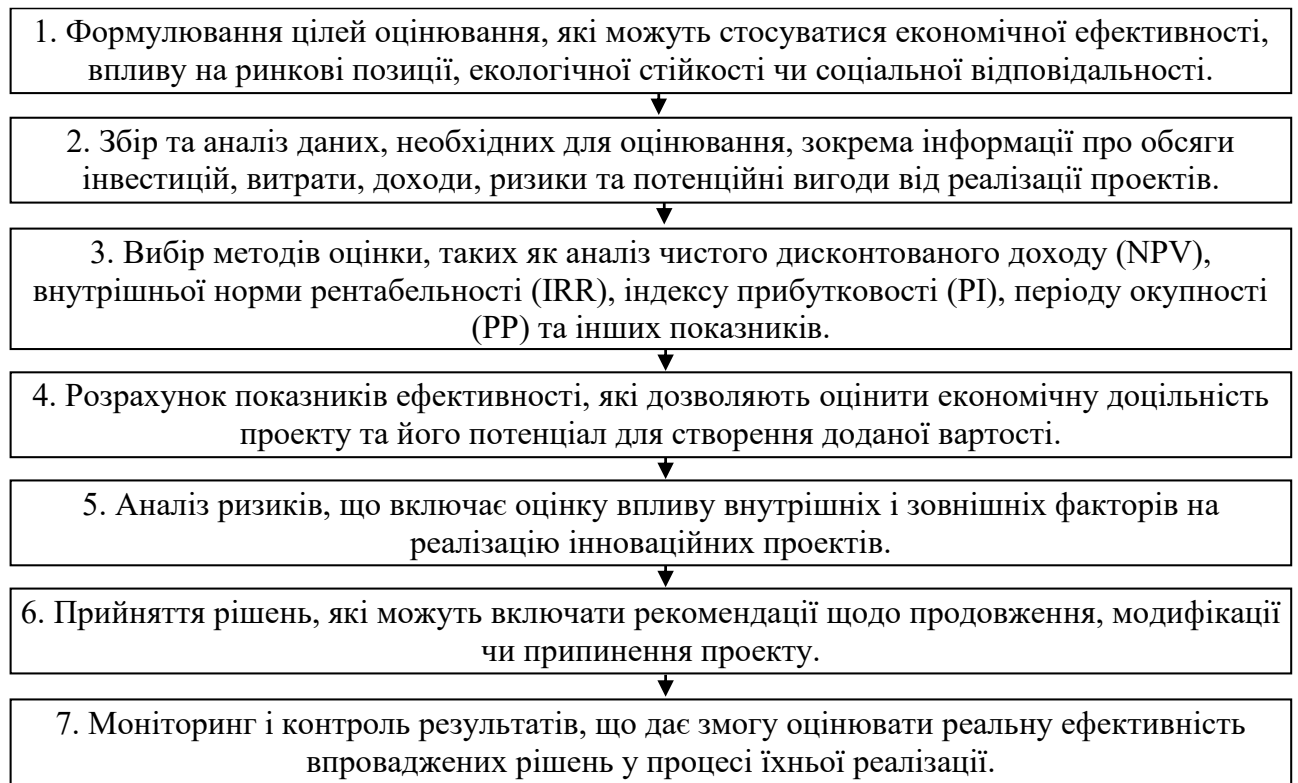 1. Формулювання цілей оцінювання, які можуть стосуватися економічної ефективності,
впливу на ринкові позиції, екологічної стійкості чи соціальної відповідальності.
2. Збір та аналіз даних, необхідних для оцінювання, зокрема інформації про обсяги
інвестицій, витрати, доходи, ризики та потенційні вигоди від реалізації проектів.
3. Вибір методів оцінки, таких як аналіз чистого дисконтованого доходу (NPV),
внутрішньої норми рентабельності (IRR), індексу прибутковості (PI), періоду окупності
(PP) та інших показників.
4. Розрахунок показників ефективності, які дозволяють оцінити економічну доцільність
проекту та його потенціал для створення доданої вартості.
5. Аналіз ризиків, що включає оцінку впливу внутрішніх і зовнішніх факторів на
реалізацію інноваційних проектів.
6. Прийняття рішень, які можуть включати рекомендації щодо продовження, модифікації
чи припинення проекту.
7. Моніторинг і контроль результатів, що дає змогу оцінювати реальну ефективність
впроваджених рішень у процесі їхньої реалізації.